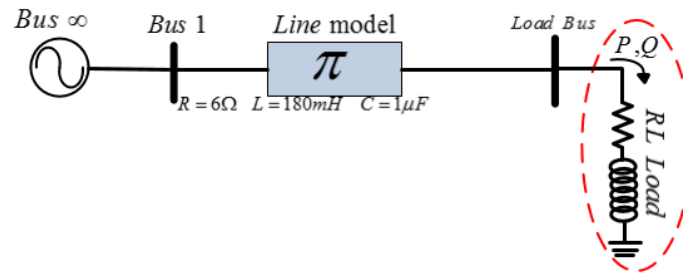 Bus ∞
Bus 1
Line model
Load Bus
π
P,Q
R=6Ω L=180mH C=1μF
RL Load